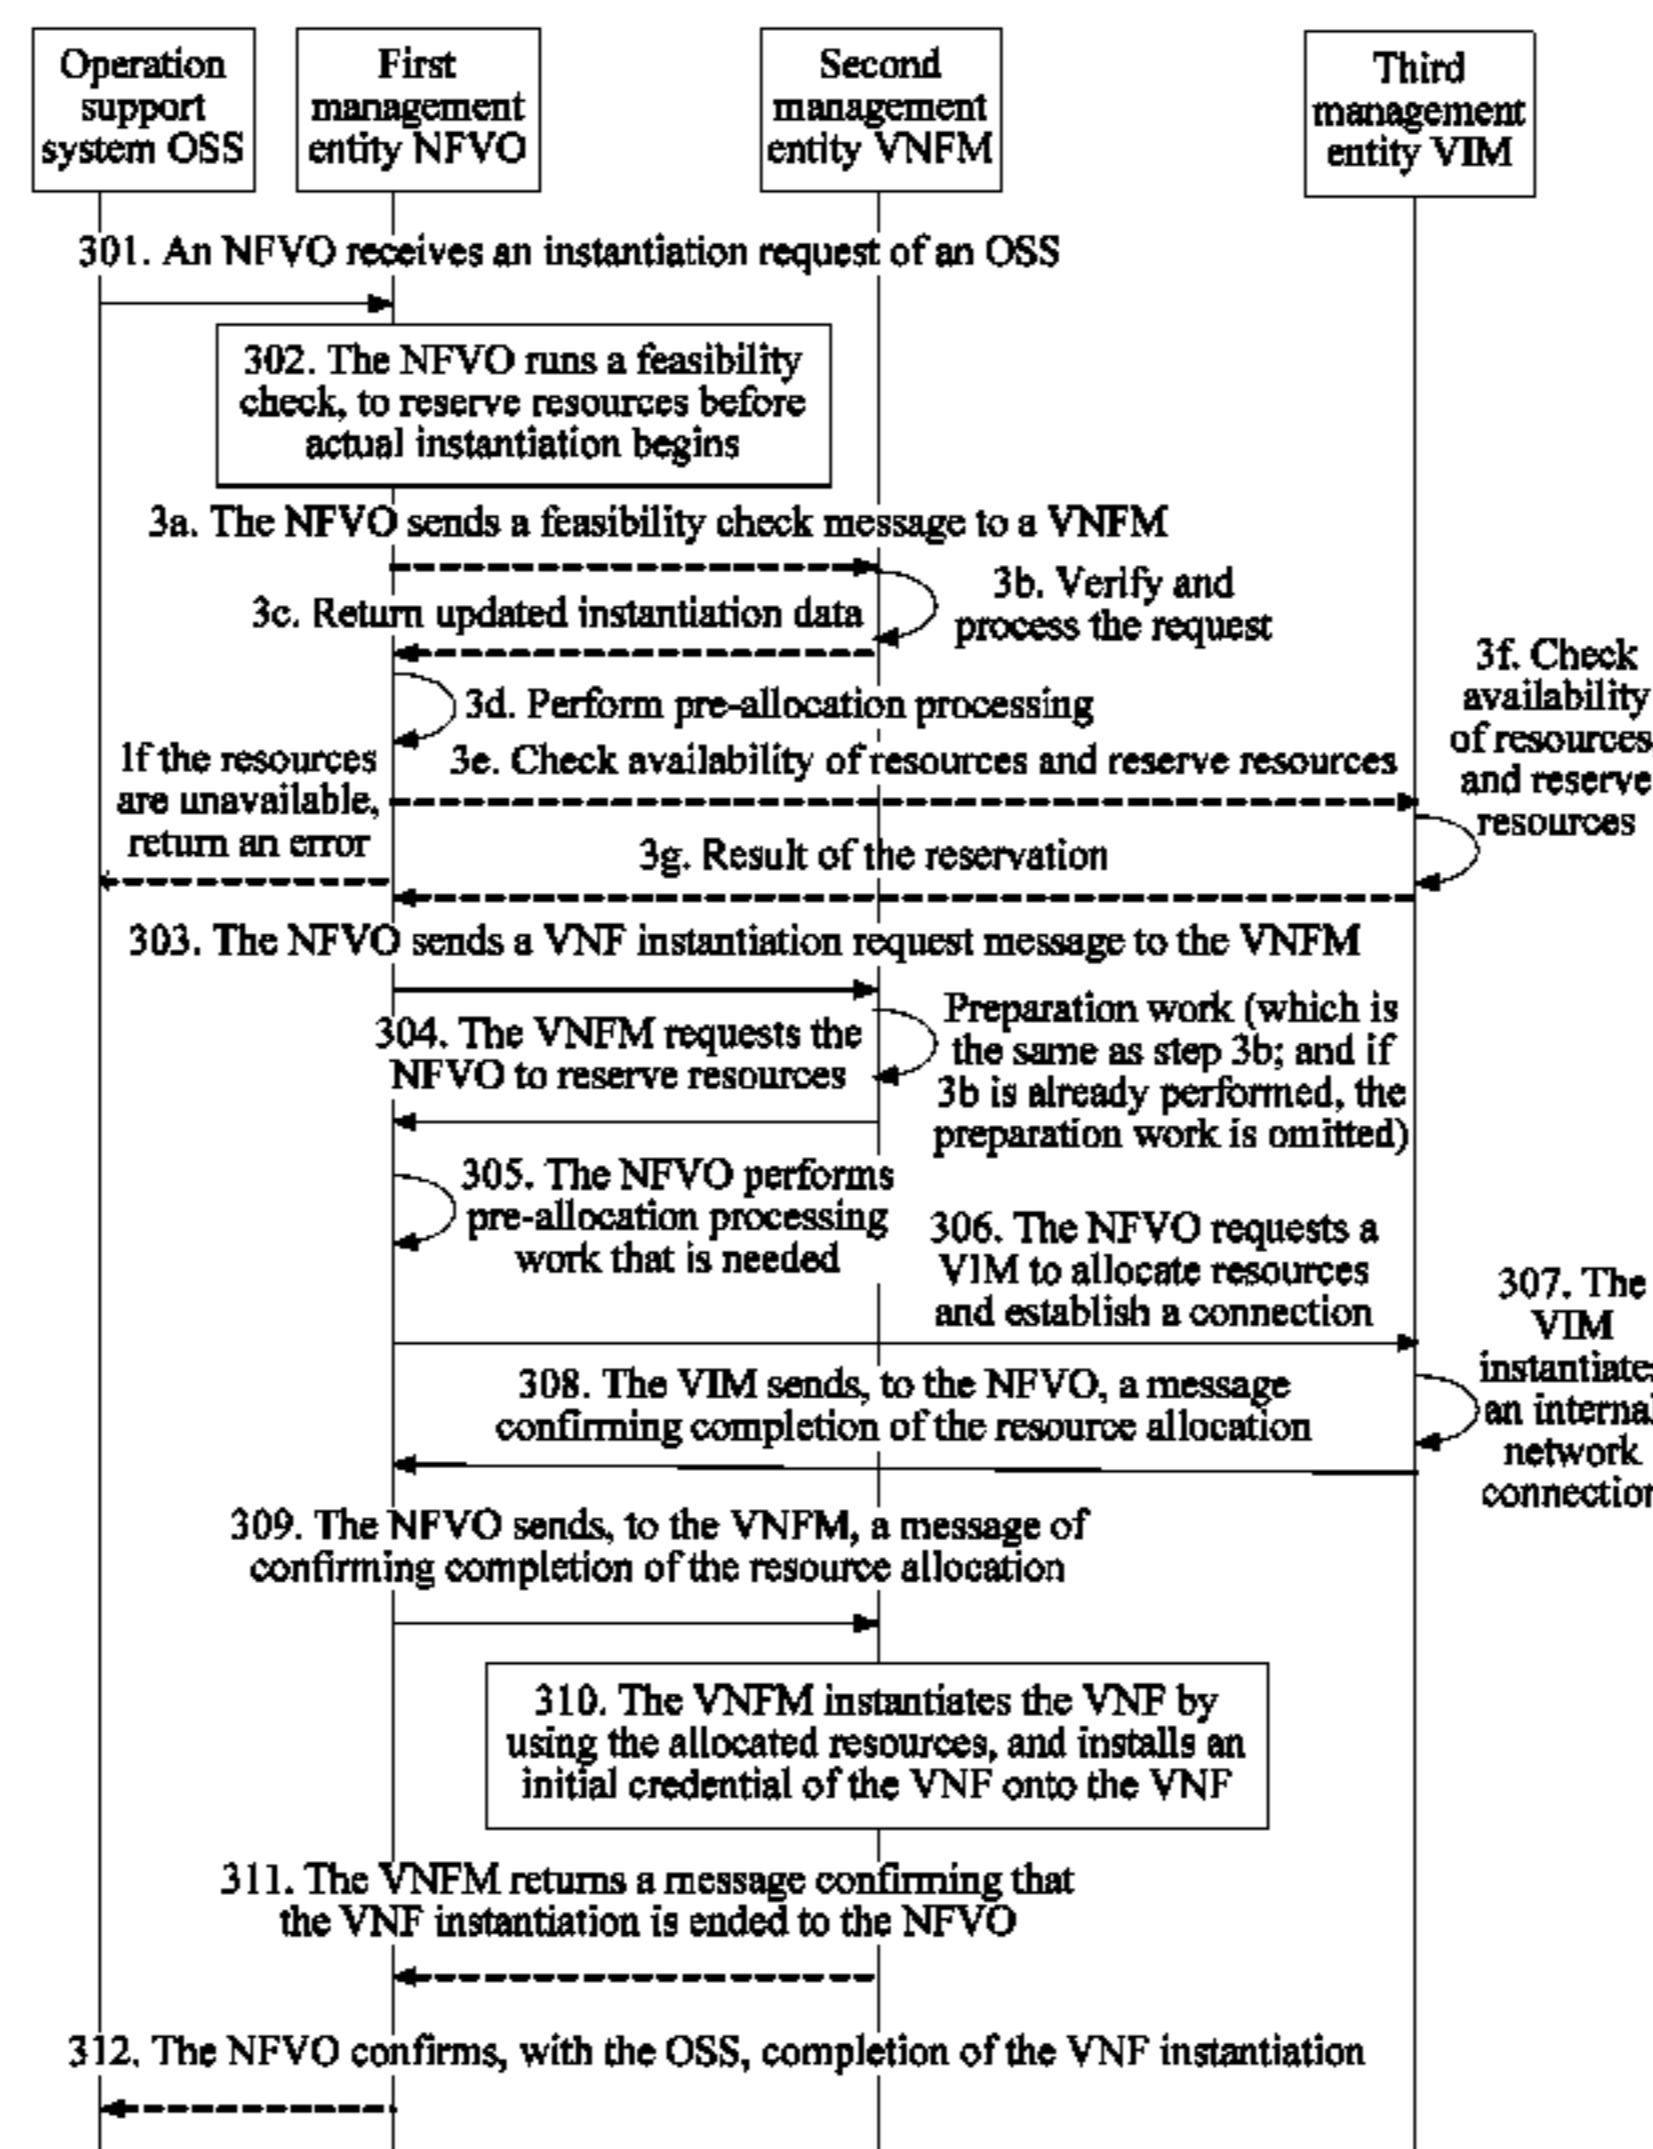 Operation
support
system OSS
First
management
entity NFVO
Second
management
entity VNFM
Third
management
entity VIM
301. An NFVO receives an instantiation request of an OSS
302. The NFVO runs a feasibility
check, to reserve resources before
actual instantiation begins
3a. The NFVO sends a feasibility check message to a VNFM
3b. Verify and
process the request
3c. Return updated instantiation data
3d. Perform pre-allocation processing
3e. Check availability of resources and reserve resources
3f. Check
availability
of resources
and reserve
resources
If the resources
are unavailable,
return an error
3g. Result of the reservation
303. The NFVO sends a VNF instantiation request message to the VNFM
Preparation work (which is
the same as step 3b; and if
3b is already performed, the
preparation work is omitted)
304. The VNFM requests the
NFVO to reserve resources
305. The NFVO performs
pre-allocation processing
work that is needed
306. The NFVO requests a
VIM to allocate resources
and establish a connection
307. The
VIM
instantiates
an internal
network
connection
308. The VIM sends, to the NFVO, a message
confirming completion of the resource allocation
309. The NFVO sends, to the VNFM, a message of
confirming completion of the resource allocation
310. The VNFM instantiates the VNF by
using the allocated resources, and installs an
initial credential of the VNF onto the VNF
311. The VNFM returns a message confirming that
the VNF instantiation is ended to the NFVO
312. The NFVO confirms, with the OSS, completion of the VNF instantiation